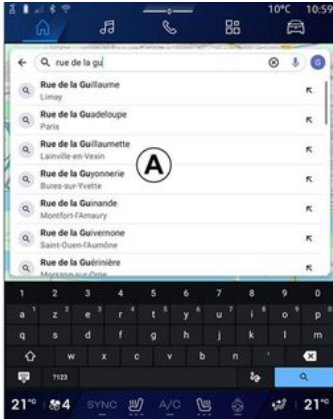 10°C 10:59
rue de la gu
G
Rue de la Guillaume
Limay
Rue de la Guadeloupe
Paris
Rue de la Guillaumette
Lainville-en-Vexin
A
Rue de la Guyonnerie
Bures-sur-Yvette
Rue de la Guinande
Montfort-l'Amaury
Rue de la Guivernone
Saint-Ouen-l'Aumône
Rue de la Guérinière
Morsang-sur-Orge
1 2 3 4 5 6 7 8 9 0
a z e r t y u i o p
q s d f g h j k l m
w x c v b n '
?123
21°C 4 SYNC A/C 21°C